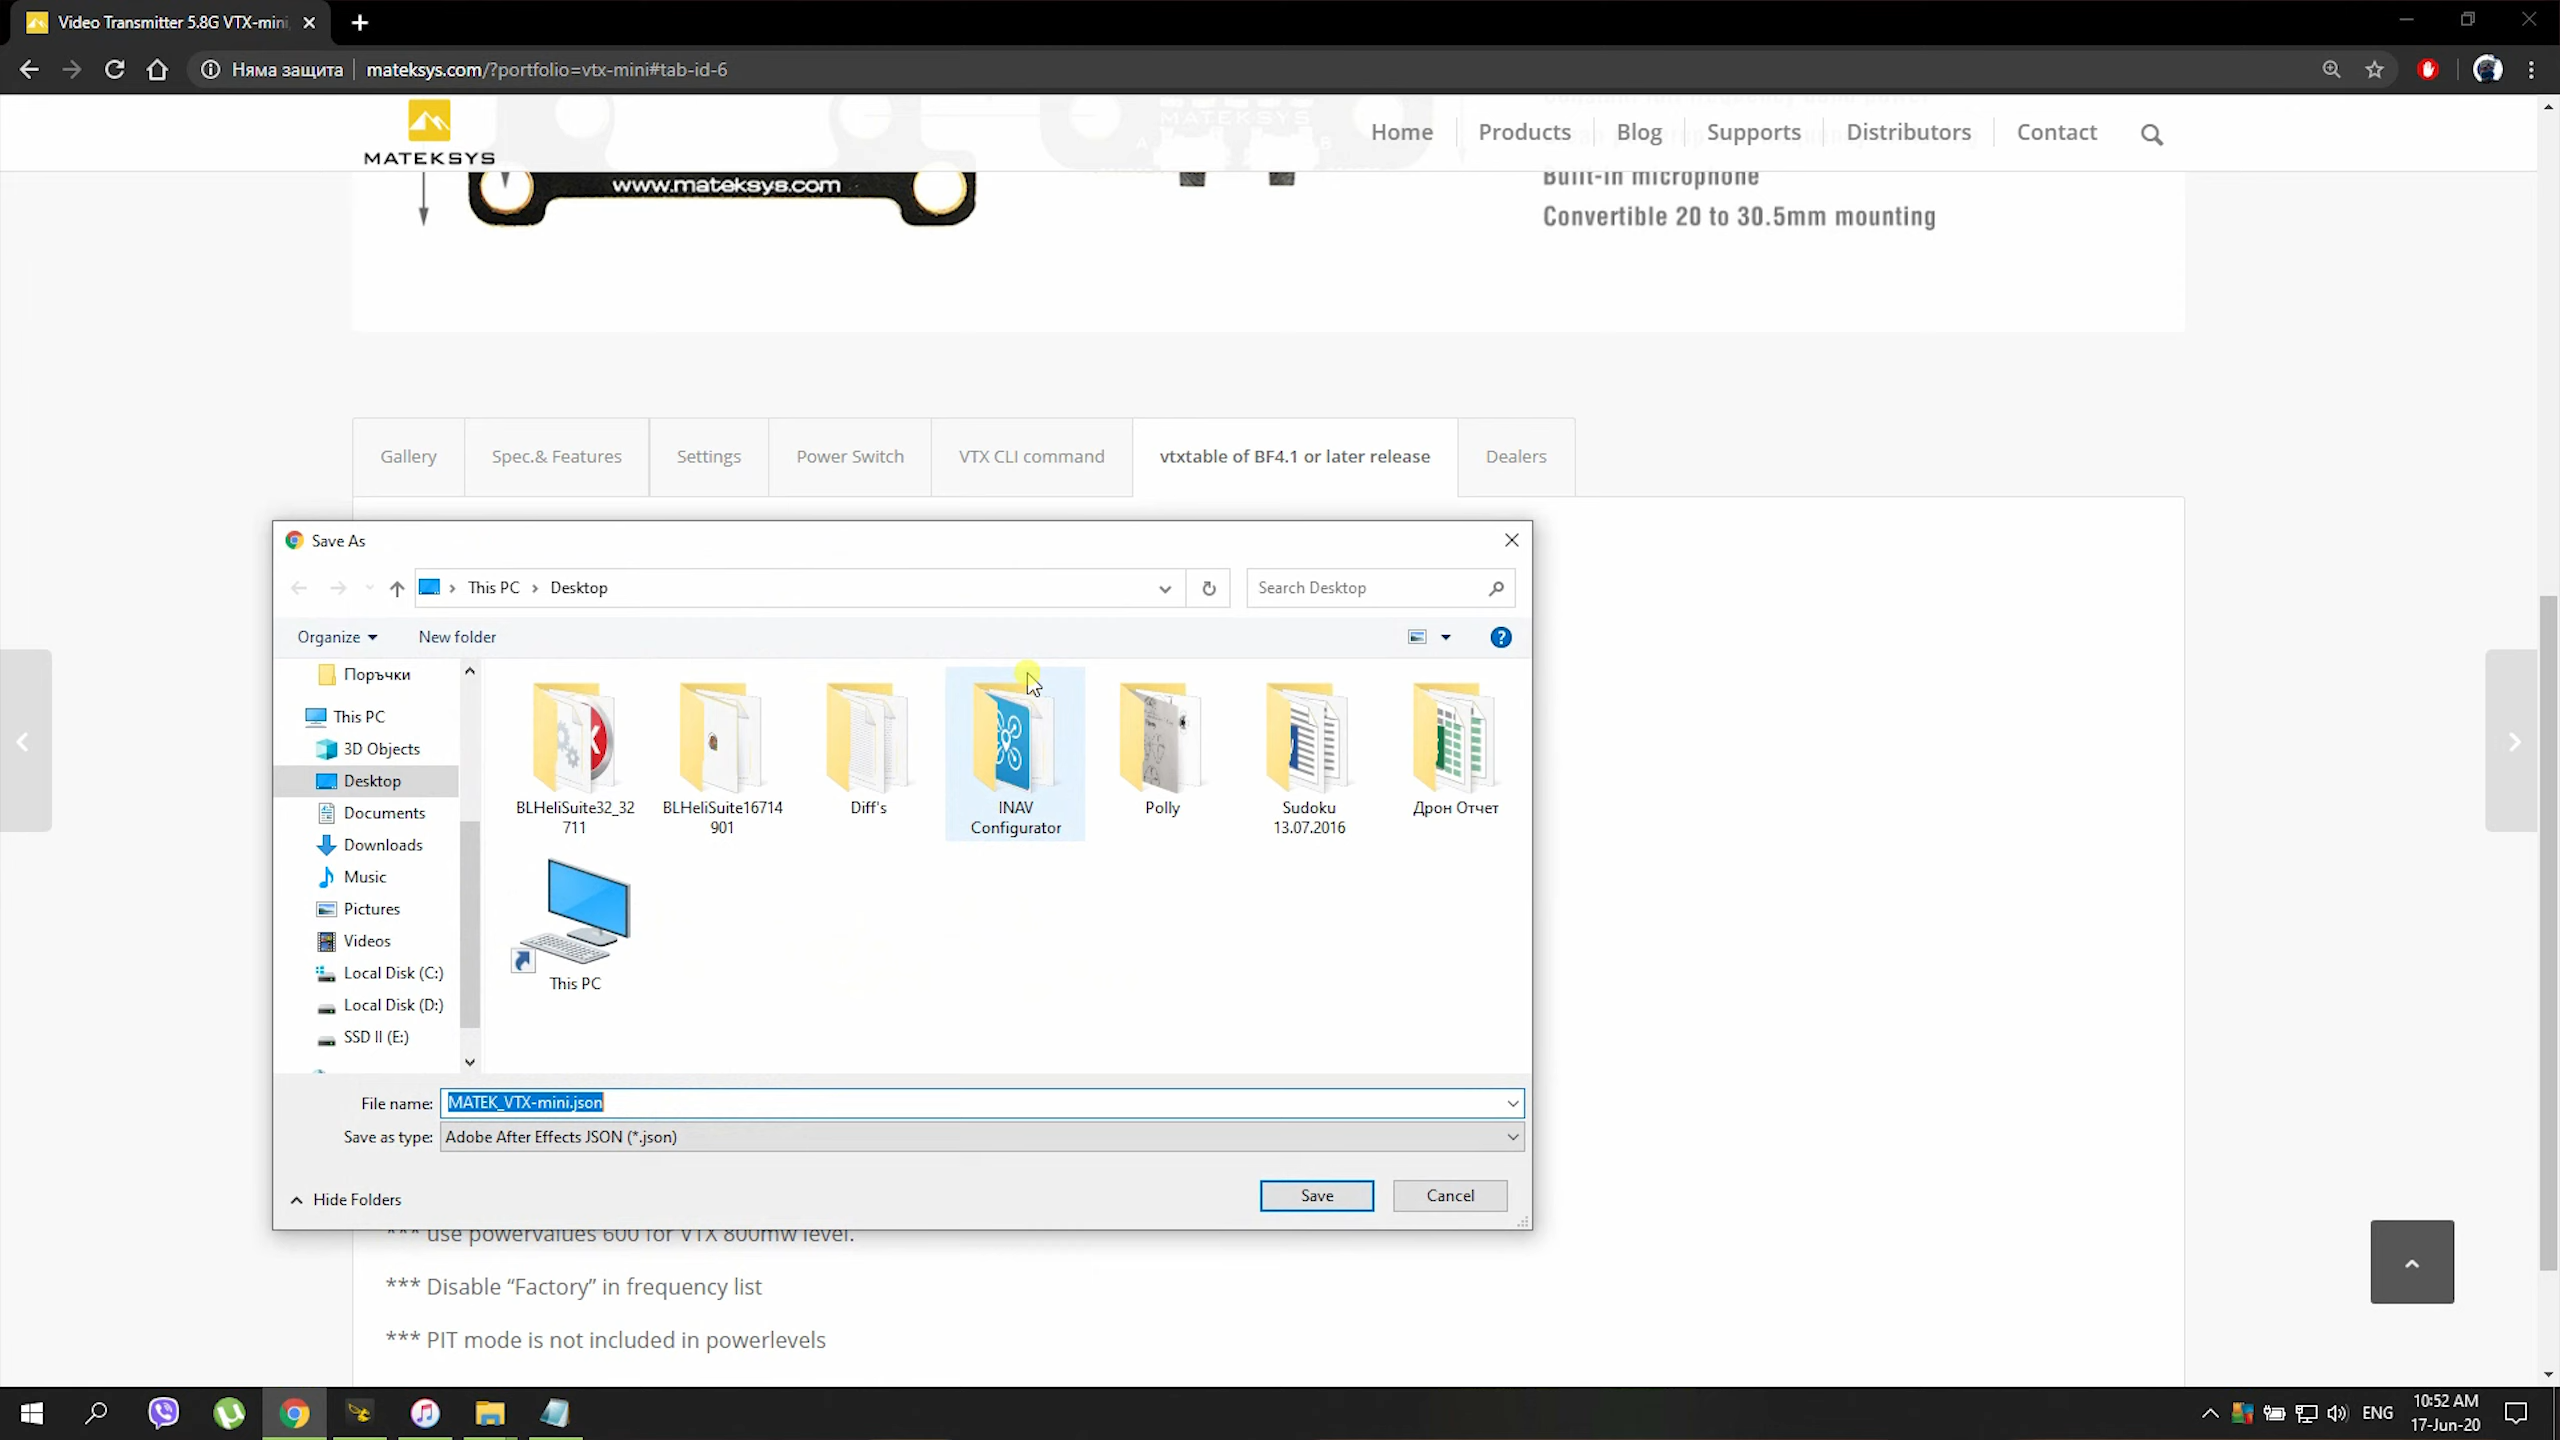 Video Transmitter 5.8G VTX-mini
Няма защита
mateksys.com/?portfolio=vtx-mini#tab-id-6
MATEKSYS
Home
Products
Blog
Supports
Distributors
Contact
www.mateksys.com
Built-in microphone
Convertible 20 to 30.5mm mounting
Gallery
Spec.& Features
Settings
Power Switch
VTX CLI command
vtxtable of BF4.1 or later release
Dealers
Save As
This PC
Desktop
Search Desktop
Organize
New folder
Поръчки
This PC
3D Objects
Desktop
Documents
Downloads
Music
Pictures
Videos
Local Disk (C:)
Local Disk (D:)
SSD II (E:)
BLHeliSuite32_32
711
BLHeliSuite16714
901
Diff's
INAV
Configurator
Polly
Sudoku
13.07.2016
Дрон Отчет
This PC
File name:
MATEK_VTX-mini.json
Save as type:
Adobe After Effects JSON (*.json)
Hide Folders
Save
Cancel
*** use powervalues 600 for VTX 800mw level.
*** Disable “Factory” in frequency list
*** PIT mode is not included in powerlevels
ENG
10:52 AM
17-Jun-20